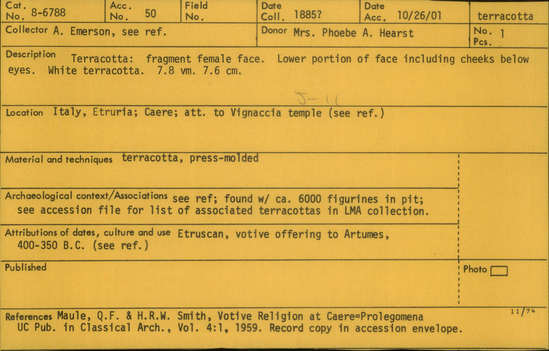 Cat. No. 8-6788 Acc. No. 50 Field No. Date Coll. 1885? Date Acc. 10/26/01 terracotta
Collector A. Emerson, see ref. Donor Mrs. Phoebe A. Hearst No. 1 Pcs.
Description Terracotta: fragment female face. Lower portion of face including cheeks below
eyes. White terracotta. 7.8 vm. 7.6 cm.
Location Italy, Etruria; Caere; att. to Vignaccia temple (see ref.)
Material and techniques terracotta, press-molded
Archaeological context/Associations see ref; found w/ ca. 6000 figurines in pit;
see accession file for list of associated terracottas in LMA collection.
Attributions of dates, culture and use Etruscan, votive offering to Artumes,
400-350 B.C. (see ref.)
Published Photo
11/74
References Maule, Q.F. & H.R.W. Smith, Votive Religion at Caere=Prolegomena
UC Pub. in Classical Arch., Vol. 4:1, 1959. Record copy in accession envelope.